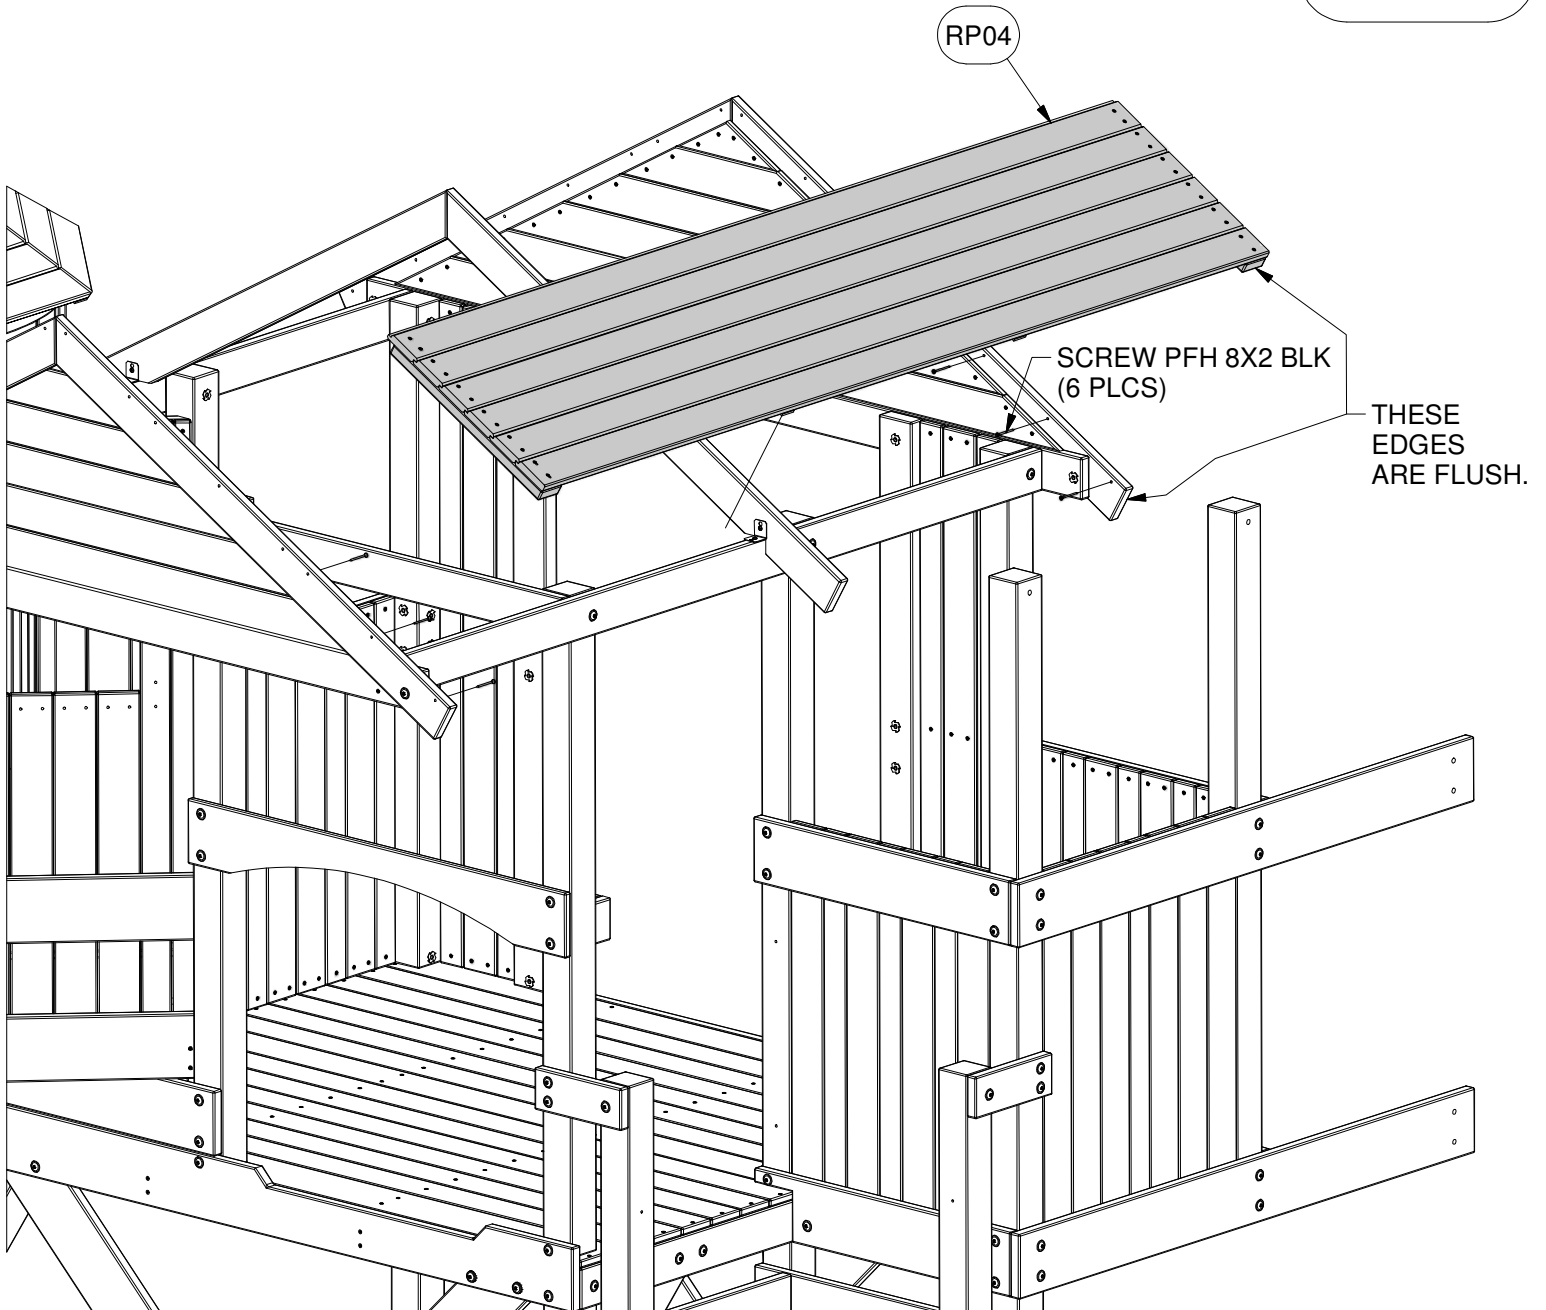 RP04
SCREW PFH 8X2 BLK
(6 PLCS)
THESE
EDGES
ARE FLUSH.